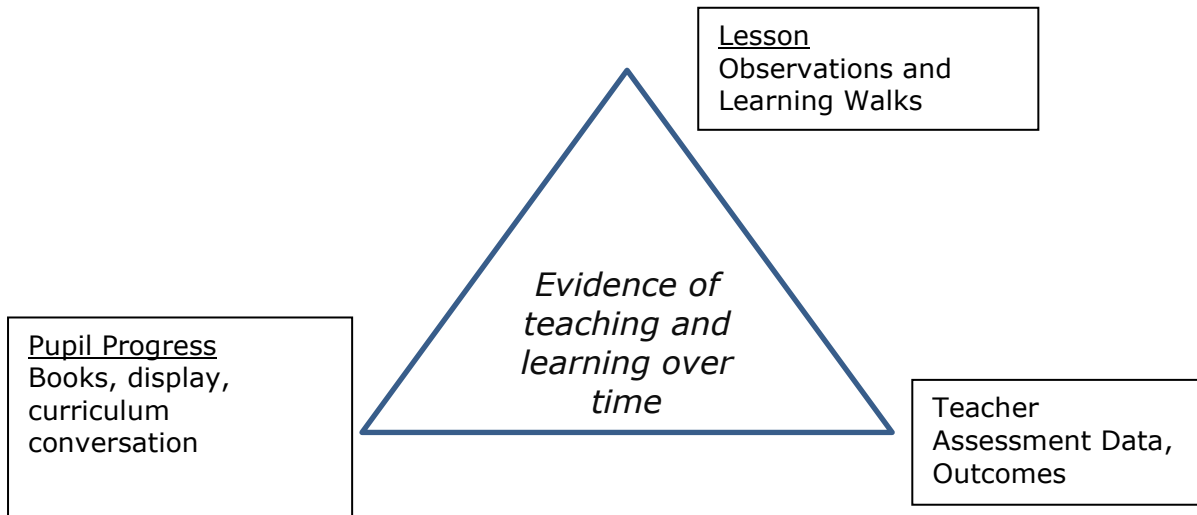 Lesson
Observations and
Learning Walks
Evidence of
teaching and
learning over
time
Pupil Progress
Books, display,
curriculum
conversation
Teacher
Assessment Data,
Outcomes